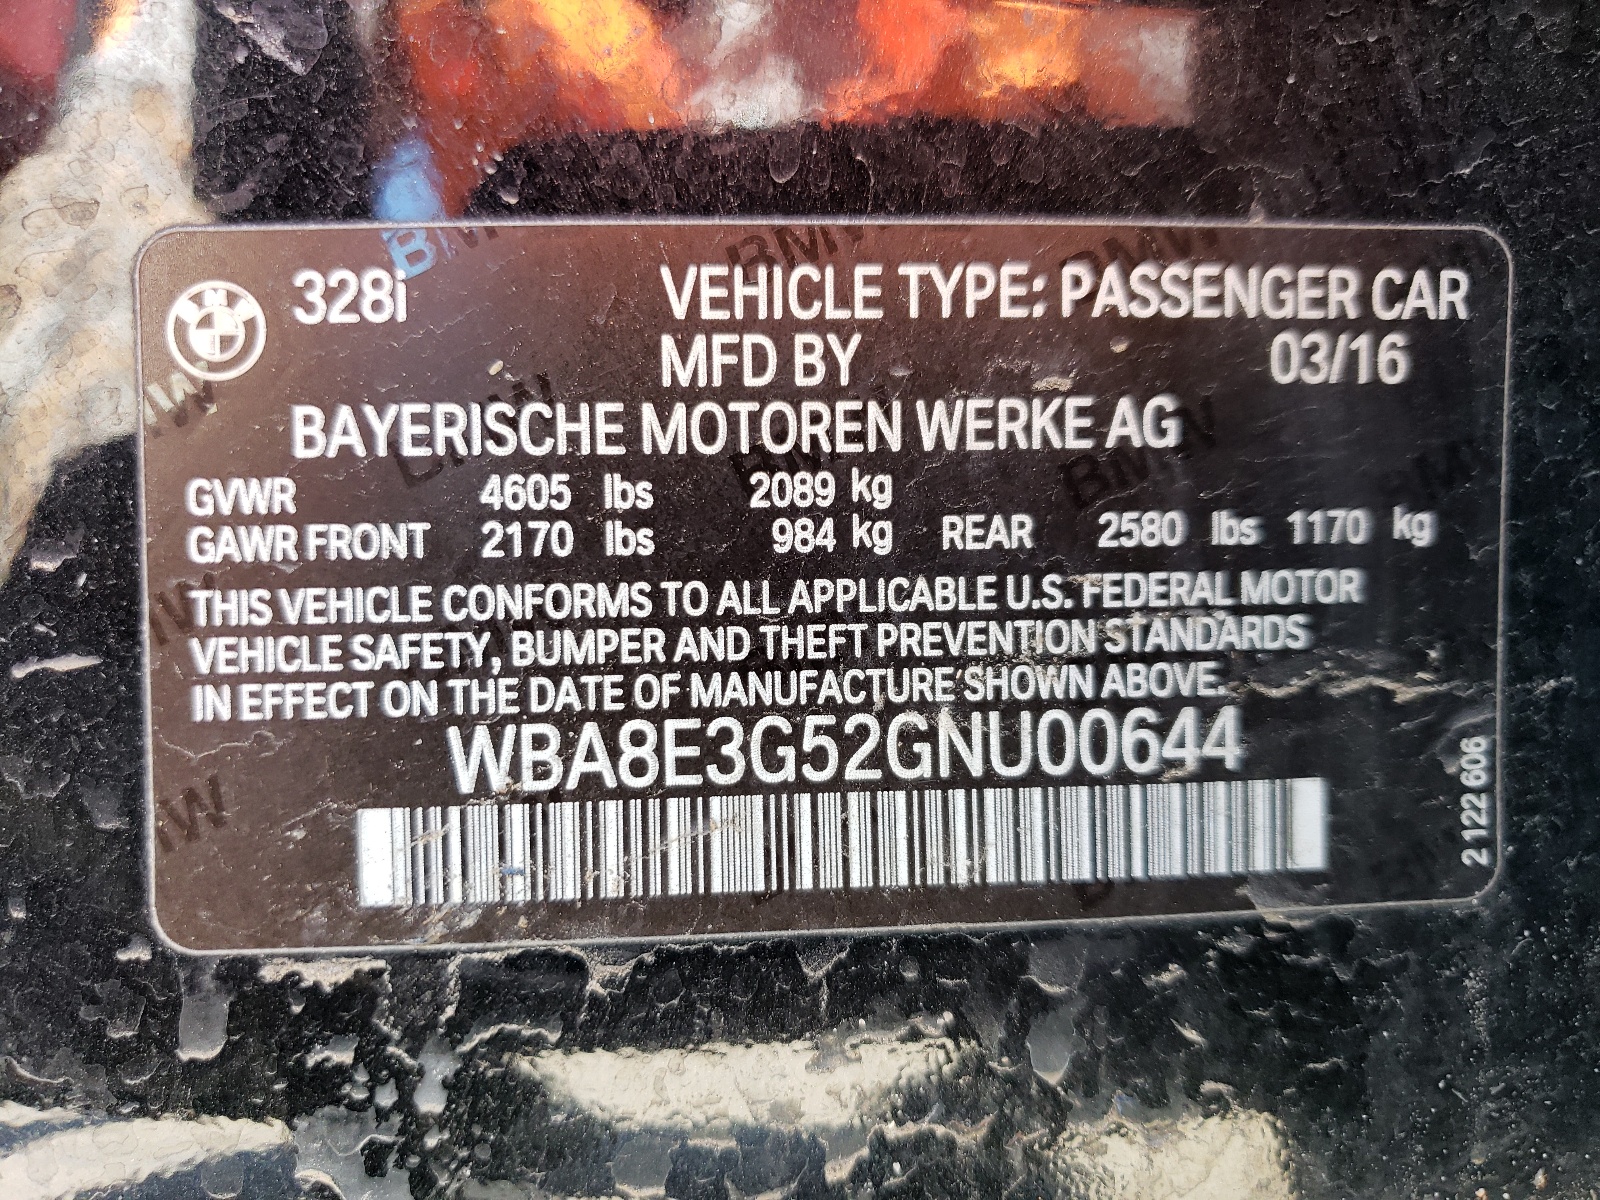 328i VEHICLE TYPE: PASSENGER CAR
MFD BY 03/16
BAYERISCHE MOTOREN WERKE AG
GVWR 4605 lbs 2089 kg
GAWR FRONT 2170 lbs 984 kg REAR 2580 lbs 1170 kg
THIS VEHICLE CONFORMS TO ALL APPLICABLE U.S. FEDERAL MOTOR
VEHICLE SAFETY, BUMPER AND THEFT PREVENTION STANDARDS
IN EFFECT ON THE DATE OF MANUFACTURE SHOWN ABOVE.
WBA8E3G52GNU00644
2 122 606
BMW